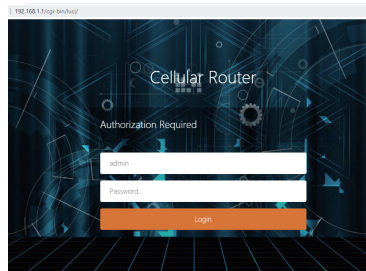 192.168.1.1/cgi-bin/luci/
Cellular Router
Authorization Required
admin
Password...
Login